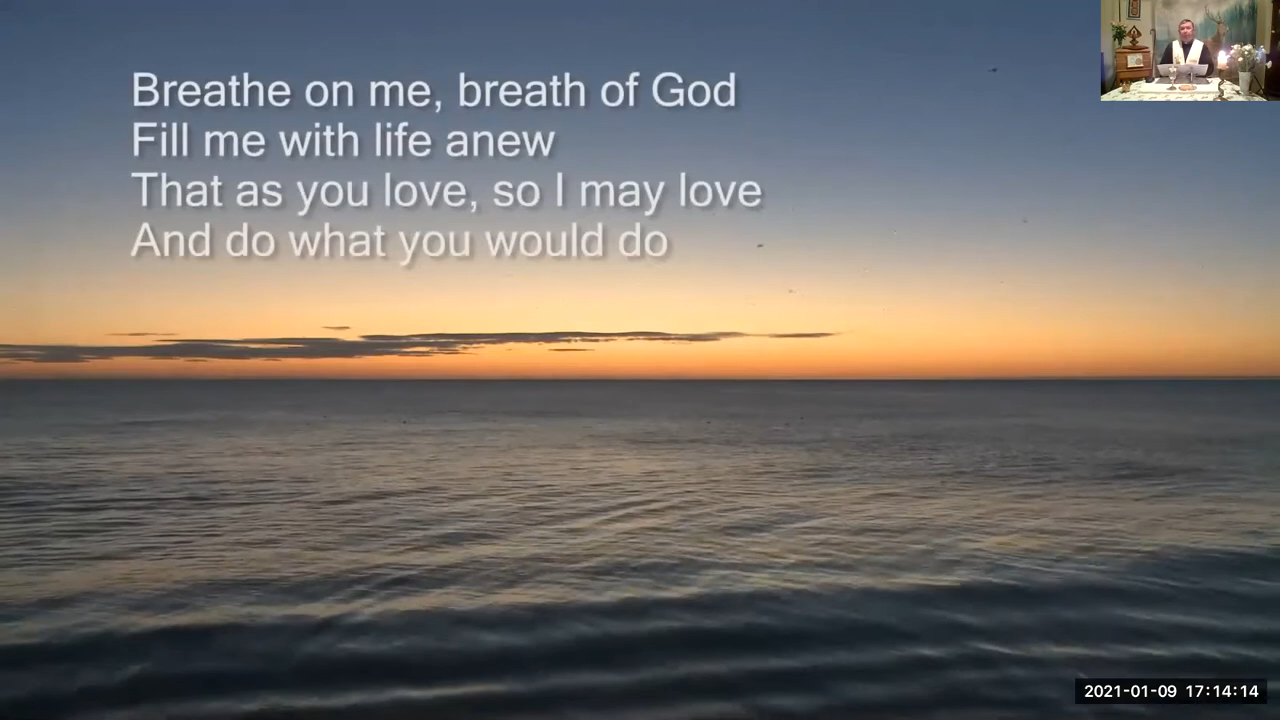 Breathe on me, breath of God
Fill me with life anew
That as you love, so I may love
And do what you would do
2021-01-09 17:14:14